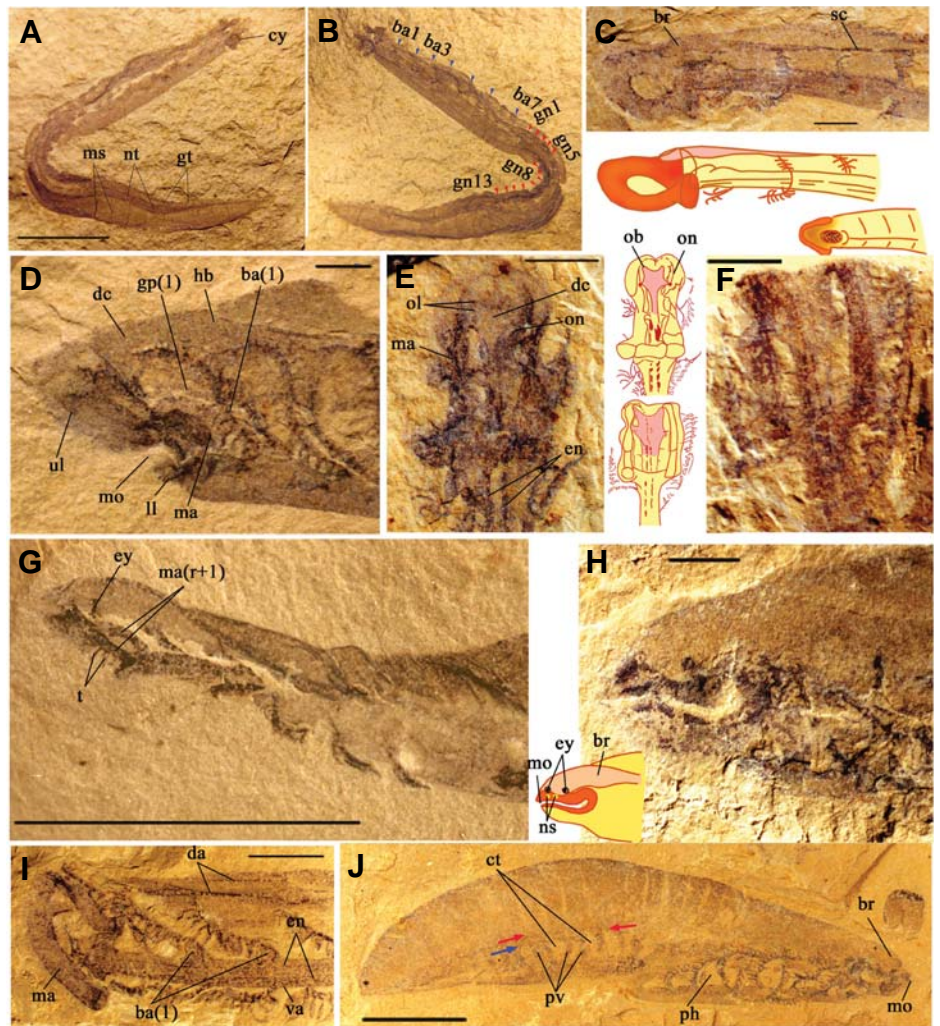 A
cy
ms
nt
gt
B
ba1
ba3
ba7
gn1
gn5
gn8
gn13
C
br
sc
D
dc
gp(1)
hb
ba(1)
ul
mo
ll
ma
E
ol
dc
on
ma
en
ob
on
F
G
ey
ma(r+1)
t
H
mo
ey
br
ns
I
da
en
ma
ba(1)
va
J
ct
br
pv
ph
mo